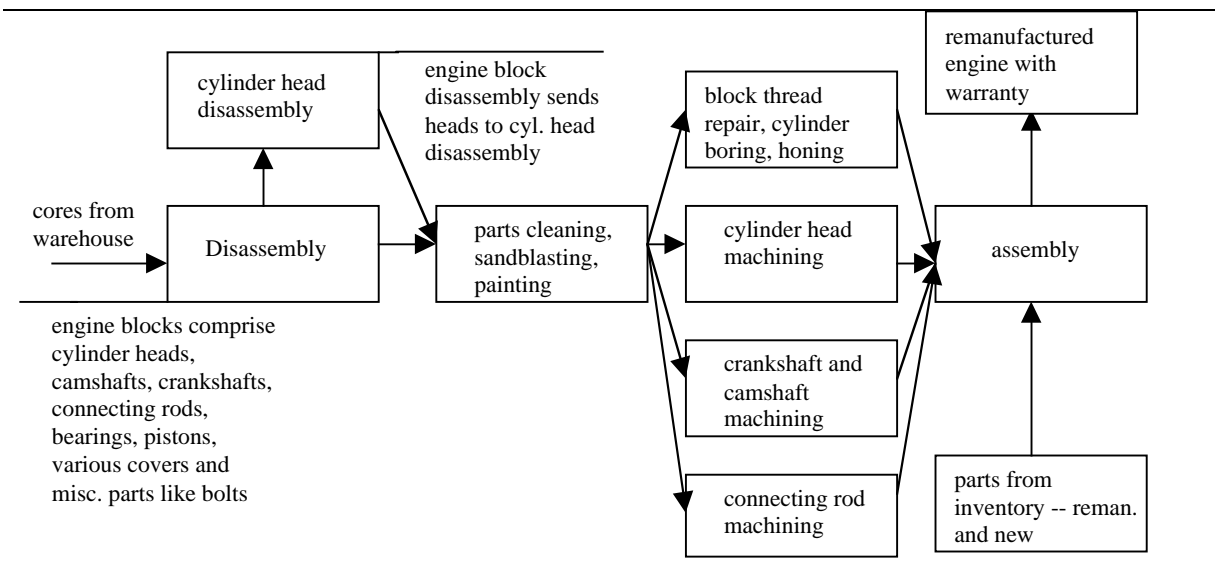 cylinder head
disassembly
engine block
disassembly sends
heads to cyl. head
disassembly
block thread
repair, cylinder
boring, honing
remanufactured
engine with
warranty
cores from
warehouse
Disassembly
parts cleaning,
sandblasting,
painting
cylinder head
machining
assembly
engine blocks comprise
cylinder heads,
camshafts, crankshafts,
connecting rods,
bearings, pistons,
various covers and
misc. parts like bolts
crankshaft and
camshaft
machining
connecting rod
machining
parts from
inventory -- reman.
and new